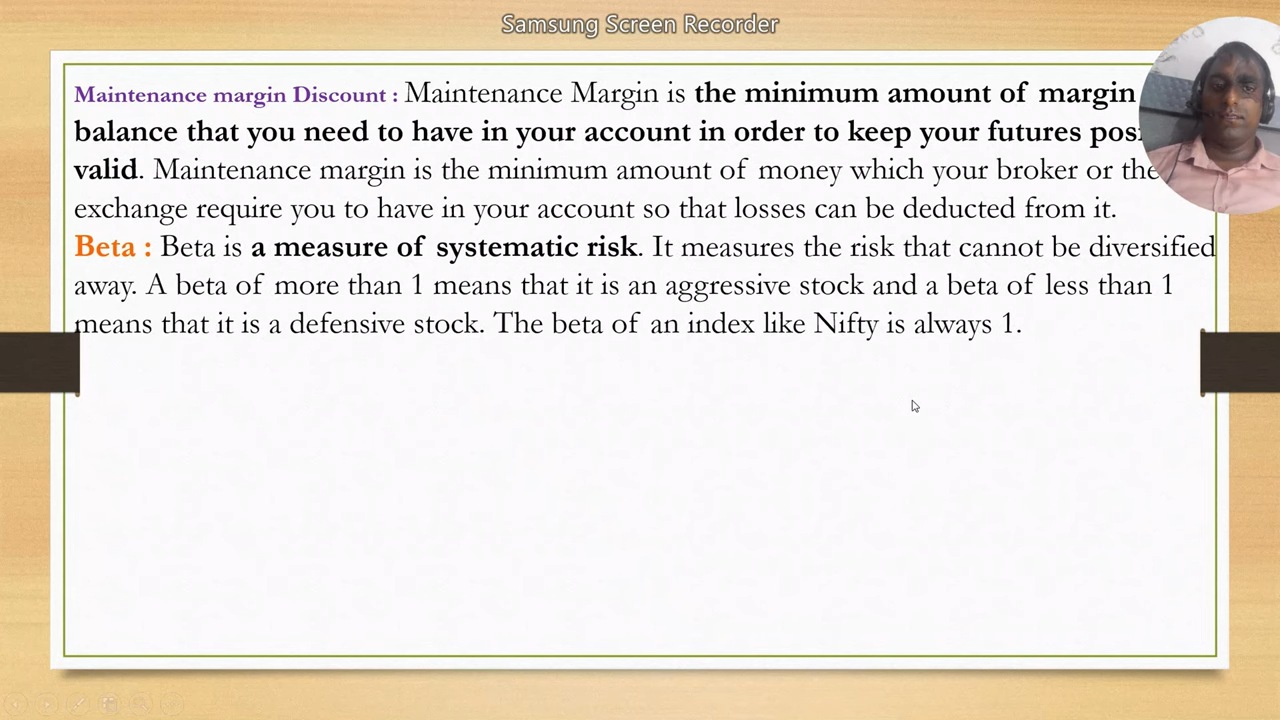 Samsung Screen Recorder
Maintenance margin Discount : Maintenance Margin is the minimum amount of margin
balance that you need to have in your account in order to keep your futures
valid. Maintenance margin is the minimum amount of money which your broker or the
exchange require you to have in your account so that losses can be deducted from it.
Beta : Beta is a measure of systematic risk. It measures the risk that cannot be diversified
away. A beta of more than 1 means that it is an aggressive stock and a beta of less than 1
means that it is a defensive stock. The beta of an index like Nifty is always 1.